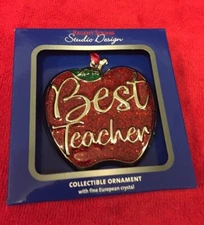 Studio Design
Best
Teacher
COLLECTIBLE ORNAMENT
with fine European crystal